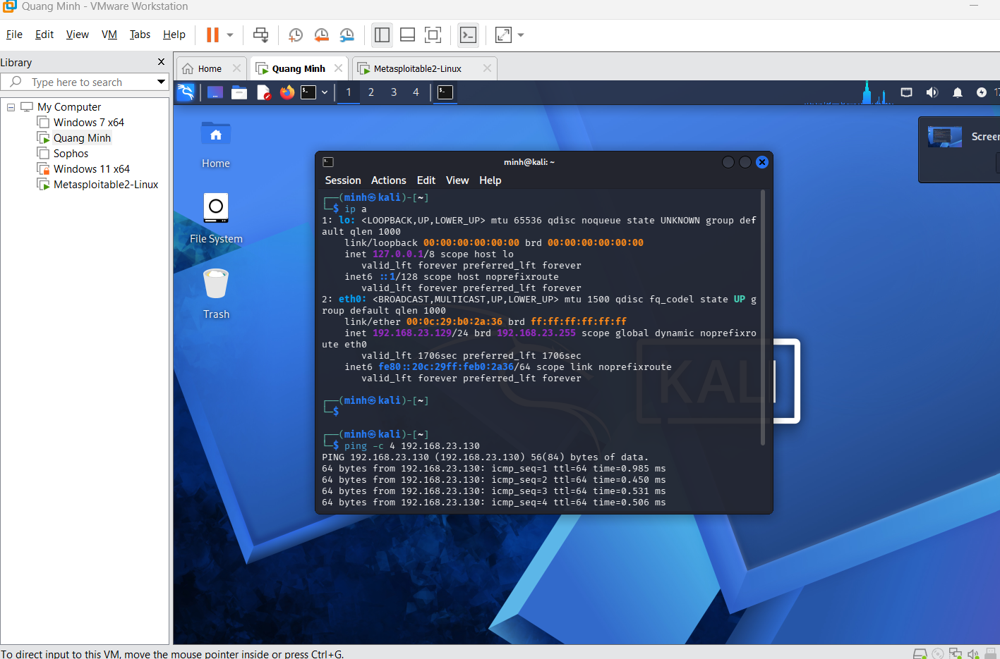 Quang Minh - VMware Workstation
File Edit View VM Tabs Help
Library
Home Quang Minh Metasploitable2-Linux
Type here to search
1 2 3 4
My Computer
Windows 7 x64
Quang Minh
Sophos
Windows 11 x64
Metasploitable2-Linux
Home
File System
Trash
Screen
minh@kali: ~
Session Actions Edit View Help
┌──(minh㉿kali)-[~]
└─$ ip a
1: lo: <LOOPBACK,UP,LOWER_UP> mtu 65536 qdisc noqueue state UNKNOWN group def
ault qlen 1000
link/loopback 00:00:00:00:00:00 brd 00:00:00:00:00:00
inet 127.0.0.1/8 scope host lo
valid_lft forever preferred_lft forever
inet6 ::1/128 scope host noprefixroute
valid_lft forever preferred_lft forever
2: eth0: <BROADCAST,MULTICAST,UP,LOWER_UP> mtu 1500 qdisc fq_codel state UP g
roup default qlen 1000
link/ether 00:0c:29:b0:2a:36 brd ff:ff:ff:ff:ff:ff
inet 192.168.23.129/24 brd 192.168.23.255 scope global dynamic noprefixro
ute eth0
valid_lft 1706sec preferred_lft 1706sec
inet6 fe80::20c:29ff:feb0:2a36/64 scope link noprefixroute
valid_lft forever preferred_lft forever
┌──(minh㉿kali)-[~]
└─$
┌──(minh㉿kali)-[~]
└─$ ping -c 4 192.168.23.130
PING 192.168.23.130 (192.168.23.130) 56(84) bytes of data.
64 bytes from 192.168.23.130: icmp_seq=1 ttl=64 time=0.985 ms
64 bytes from 192.168.23.130: icmp_seq=2 ttl=64 time=0.450 ms
64 bytes from 192.168.23.130: icmp_seq=3 ttl=64 time=0.531 ms
64 bytes from 192.168.23.130: icmp_seq=4 ttl=64 time=0.506 ms
KALI
To direct input to this VM, move the mouse pointer inside or press Ctrl+G.